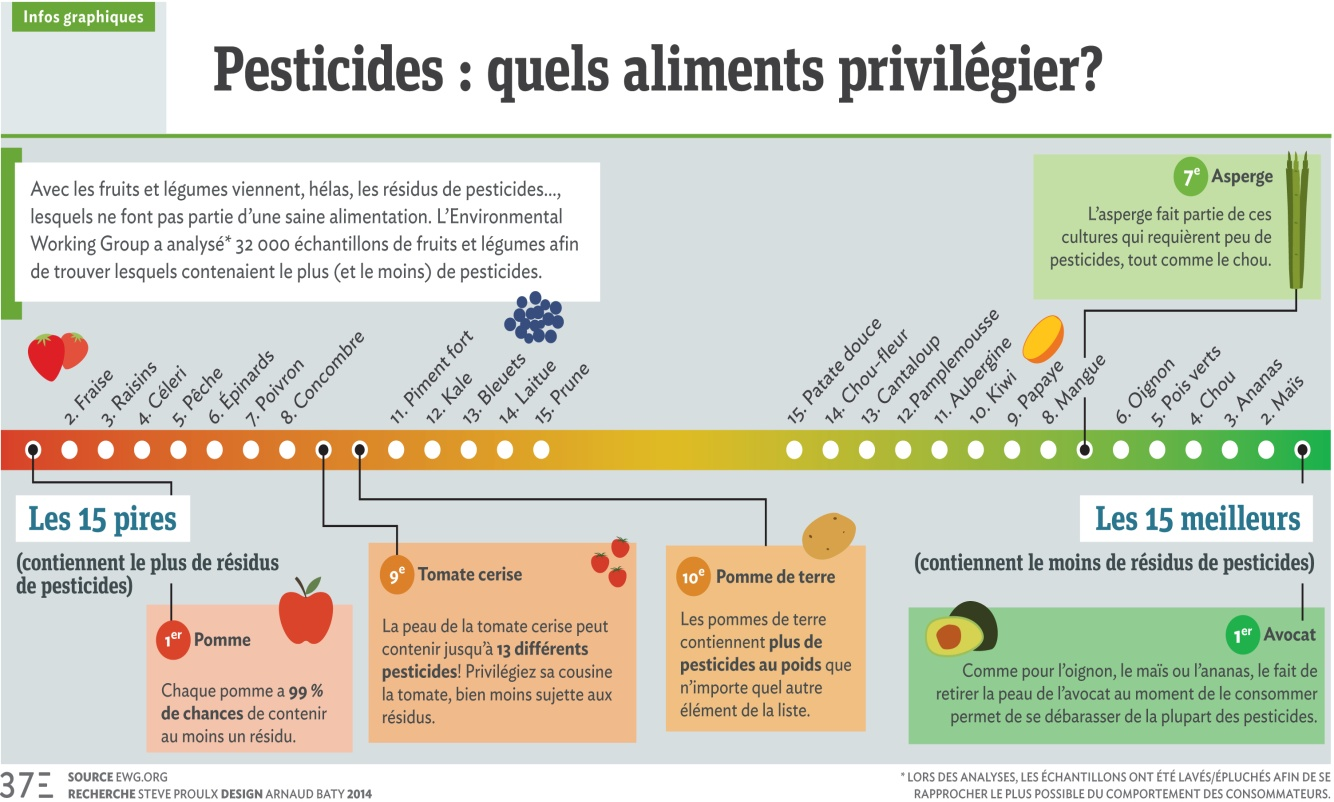 Infos graphiques
Pesticides : quels aliments privilégier?
Avec les fruits et légumes viennent, hélas, les résidus de pesticides...,
lesquels ne font pas partie d’une saine alimentation. L’Environmental
Working Group a analysé* 32 000 échantillons de fruits et légumes afin
de trouver lesquels contenaient le plus (et le moins) de pesticides.
7e Asperge
L’asperge fait partie de ces
cultures qui requièrent peu de
pesticides, tout comme le chou.
2. Fraise
3. Raisins
4. Céleri
5. Pêche
6. Épinards
7. Poivron
8. Concombre
11. Piment fort
12. Kale
13. Bleuets
14. Laitue
15. Prune
15. Patate douce
14. Chou-fleur
13. Cantaloup
12. Pamplemousse
11. Aubergine
10. Kiwi
9. Papaye
8. Mangue
6. Oignon
5. Pois verts
4. Chou
3. Ananas
2. Maïs
Les 15 pires
(contiennent le plus de résidus
de pesticides)
1er Pomme
Chaque pomme a 99 %
de chances de contenir
au moins un résidu.
9e Tomate cerise
La peau de la tomate cerise peut
contenir jusqu’à 13 différents
pesticides! Privilégiez sa cousine
la tomate, bien moins sujette aux
résidus.
10e Pomme de terre
Les pommes de terre
contiennent plus de
pesticides au poids que
n’importe quel autre
élément de la liste.
Les 15 meilleurs
(contiennent le moins de résidus de pesticides)
1er Avocat
Comme pour l’oignon, le maïs ou l’ananas, le fait de
retirer la peau de l’avocat au moment de le consommer
permet de se débarasser de la plupart des pesticides.
37E
SOURCE EWG.ORG
RECHERCHE STEVE PROULX DESIGN ARNAUD BATY 2014
* LORS DES ANALYSES, LES ÉCHANTILLONS ONT ÉTÉ LAVÉS/ÉPLUCHÉS AFIN DE SE
RAPPROCHER LE PLUS POSSIBLE DU COMPORTEMENT DES CONSOMMATEURS.